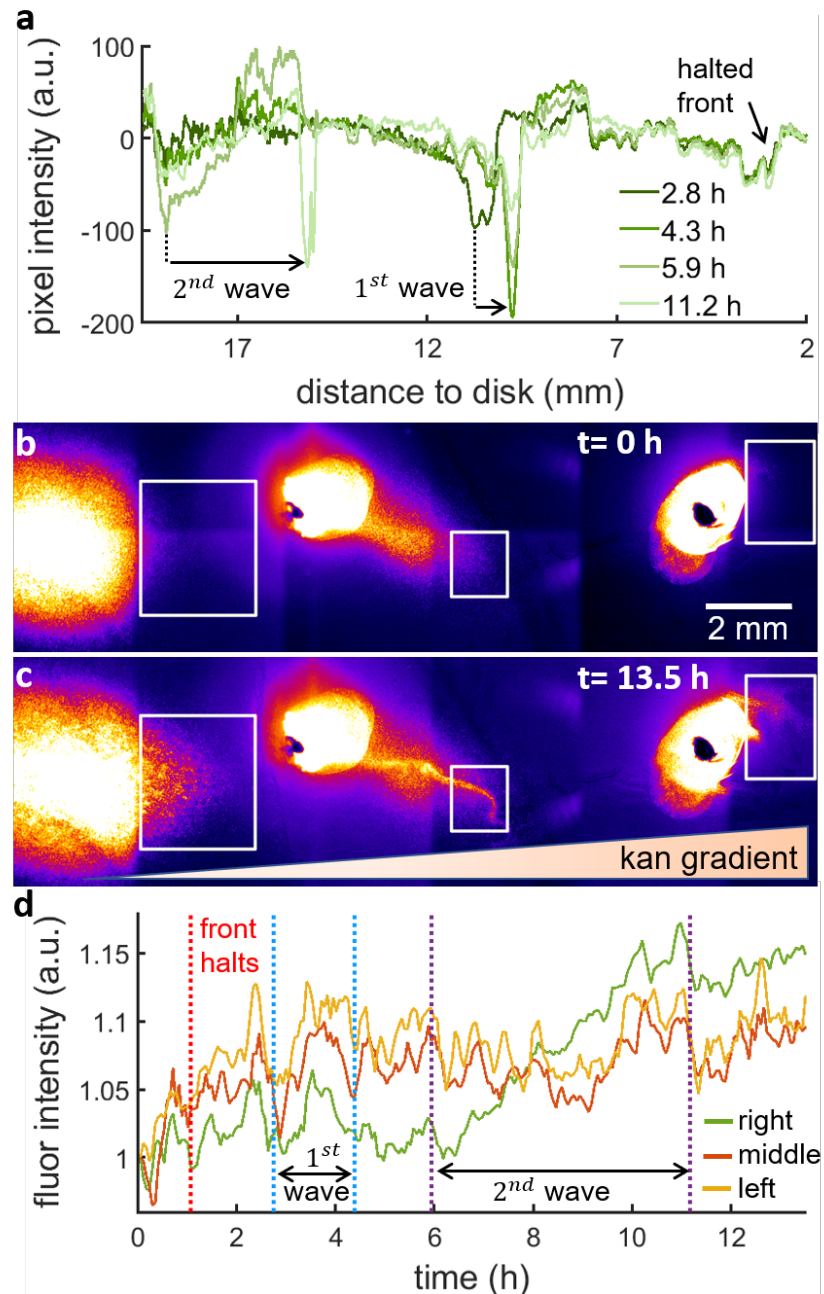 a
100
0
-100
-200
pixel intensity (a.u.)
halted
front
2.8 h
4.3 h
5.9 h
11.2 h
2nd wave
1st wave
17
12
7
2
distance to disk (mm)
b
t= 0 h
2 mm
c
t= 13.5 h
kan gradient
d
fluor intensity (a.u.)
1.15
1.1
1.05
1
front
halts
1st
wave
2nd wave
right
middle
left
0
2
4
6
8
10
12
time (h)